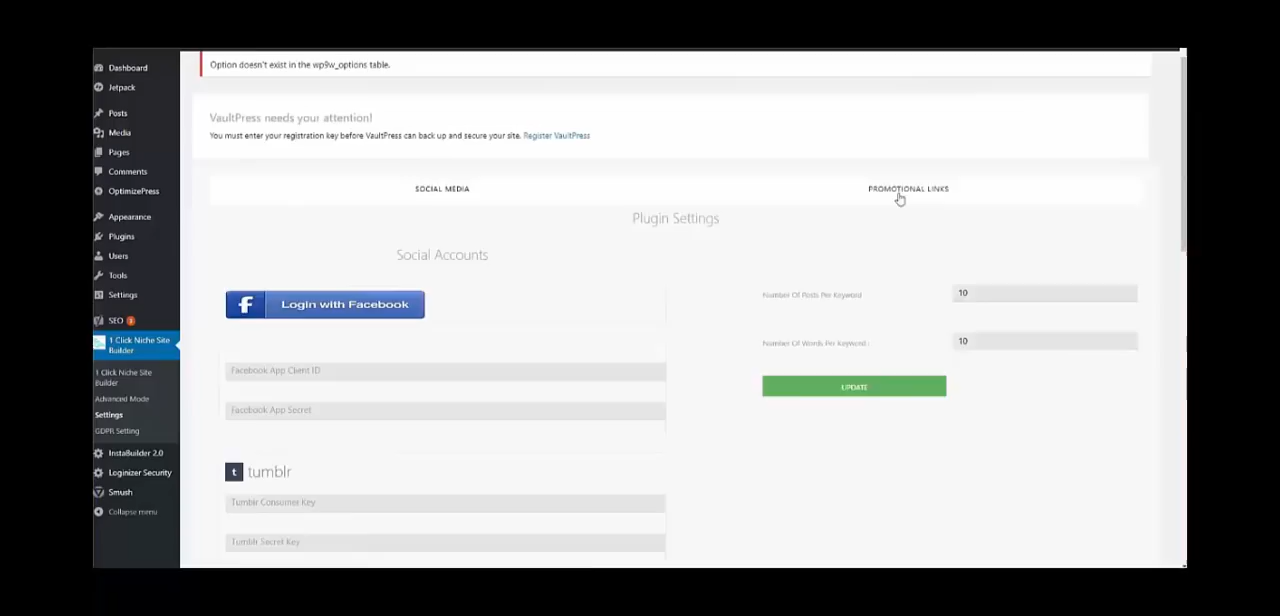 Option doesn't exist in the wp9w_options table.
VaultPress needs your attention!
You must enter your registration key before VaultPress can back up and secure your site. Register VaultPress
Dashboard
Jetpack
Posts
Media
Pages
Comments
OptimizePress
Appearance
Plugins
Users
Tools
Settings
SEO
1 Click Niche Site
Builder
1 Click Niche Site
Builder
Advanced Mode
Settings
GDPR Setting
InstaBuilder 2.0
Loginizer Security
Smush
Collapse menu
SOCIAL MEDIA
PROMOTIONAL LINKS
Plugin Settings
Social Accounts
f Login with Facebook
Facebook App Client ID
Facebook App Secret
t tumblr
Tumblr Consumer Key
Tumblr Secret Key
Number Of Posts Per Keyword
10
Number Of Words Per Keyword :
10
UPDATE